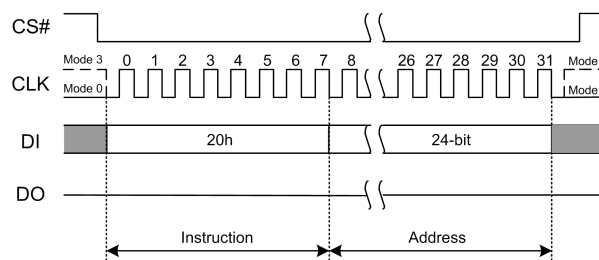 CS#
Mode 3 0 1 2 3 4 5 6 7 8 26 27 28 29 30 31 Mode
CLK
Mode 0 Mode
DI 20h 24-bit
DO
Instruction Address